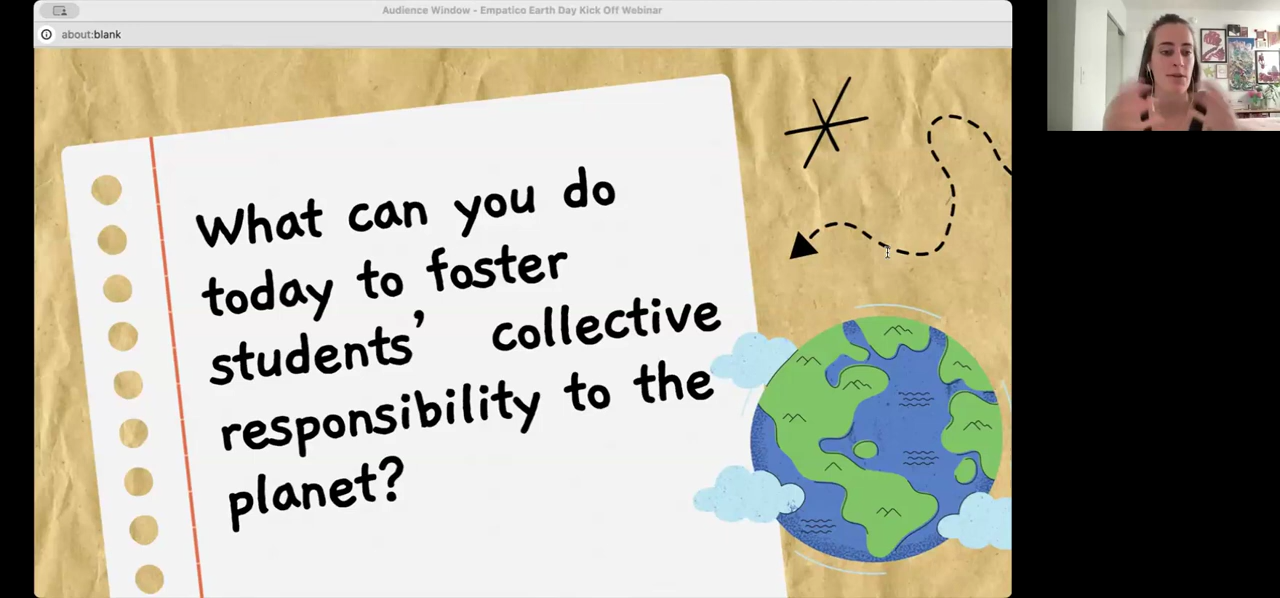 Audience Window - Empatico Earth Day Kick Off Webinar
about:blank
What can you do
today to foster
students’ collective
responsibility to the
planet?